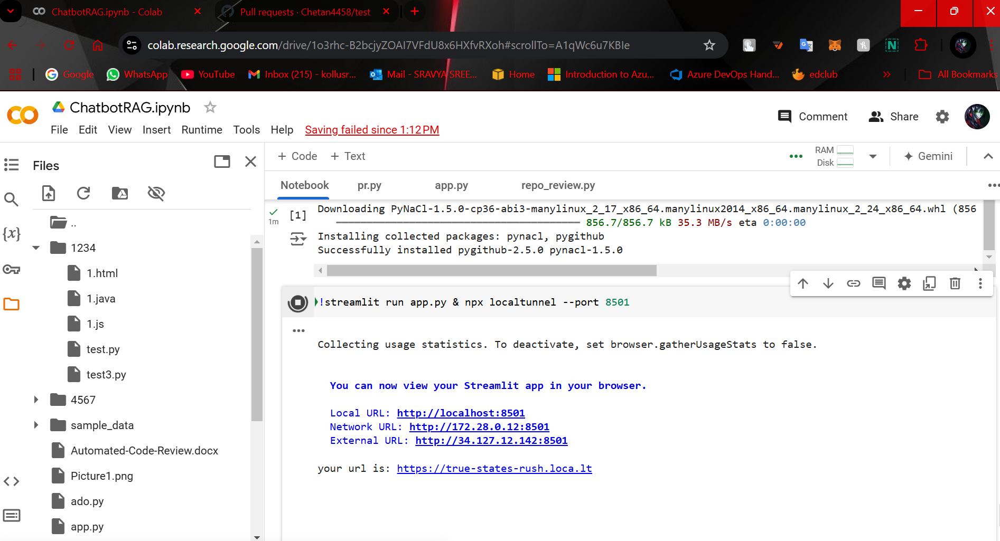 ChatbotRAG.ipynb - Colab
Pull requests · Chetan4458/test
colab.research.google.com/drive/1o3rhc-B2bcjyZOAI7VFdU8x6HXfvRXoh#scrollTo=A1qWc6u7KBIe
Google
WhatsApp
YouTube
Inbox (215) - kollusr...
Mail - SRAVYA SREE...
Home
Introduction to Azu...
Azure DevOps Hand...
edclub
All Bookmarks
ChatbotRAG.ipynb
Comment
Share
File Edit View Insert Runtime Tools Help Saving failed since 1:12 PM
Files
+ Code + Text
RAM
Disk
Gemini
Notebook
pr.py
app.py
repo_review.py
..
1234
1.html
1.java
1.js
test.py
test3.py
4567
sample_data
Automated-Code-Review.docx
Picture1.png
ado.py
app.py
1m
[1]
Downloading PyNaCl-1.5.0-cp36-abi3-manylinux_2_17_x86_64.manylinux2014_x86_64.manylinux_2_24_x86_64.whl (856
856.7/856.7 kB 35.3 MB/s eta 0:00:00
Installing collected packages: pynacl, pygithub
Successfully installed pygithub-2.5.0 pynacl-1.5.0
!streamlit run app.py & npx localtunnel --port 8501
Collecting usage statistics. To deactivate, set browser.gatherUsageStats to false.
You can now view your Streamlit app in your browser.
Local URL: http://localhost:8501
Network URL: http://172.28.0.12:8501
External URL: http://34.127.12.142:8501
your url is: https://true-states-rush.loca.lt